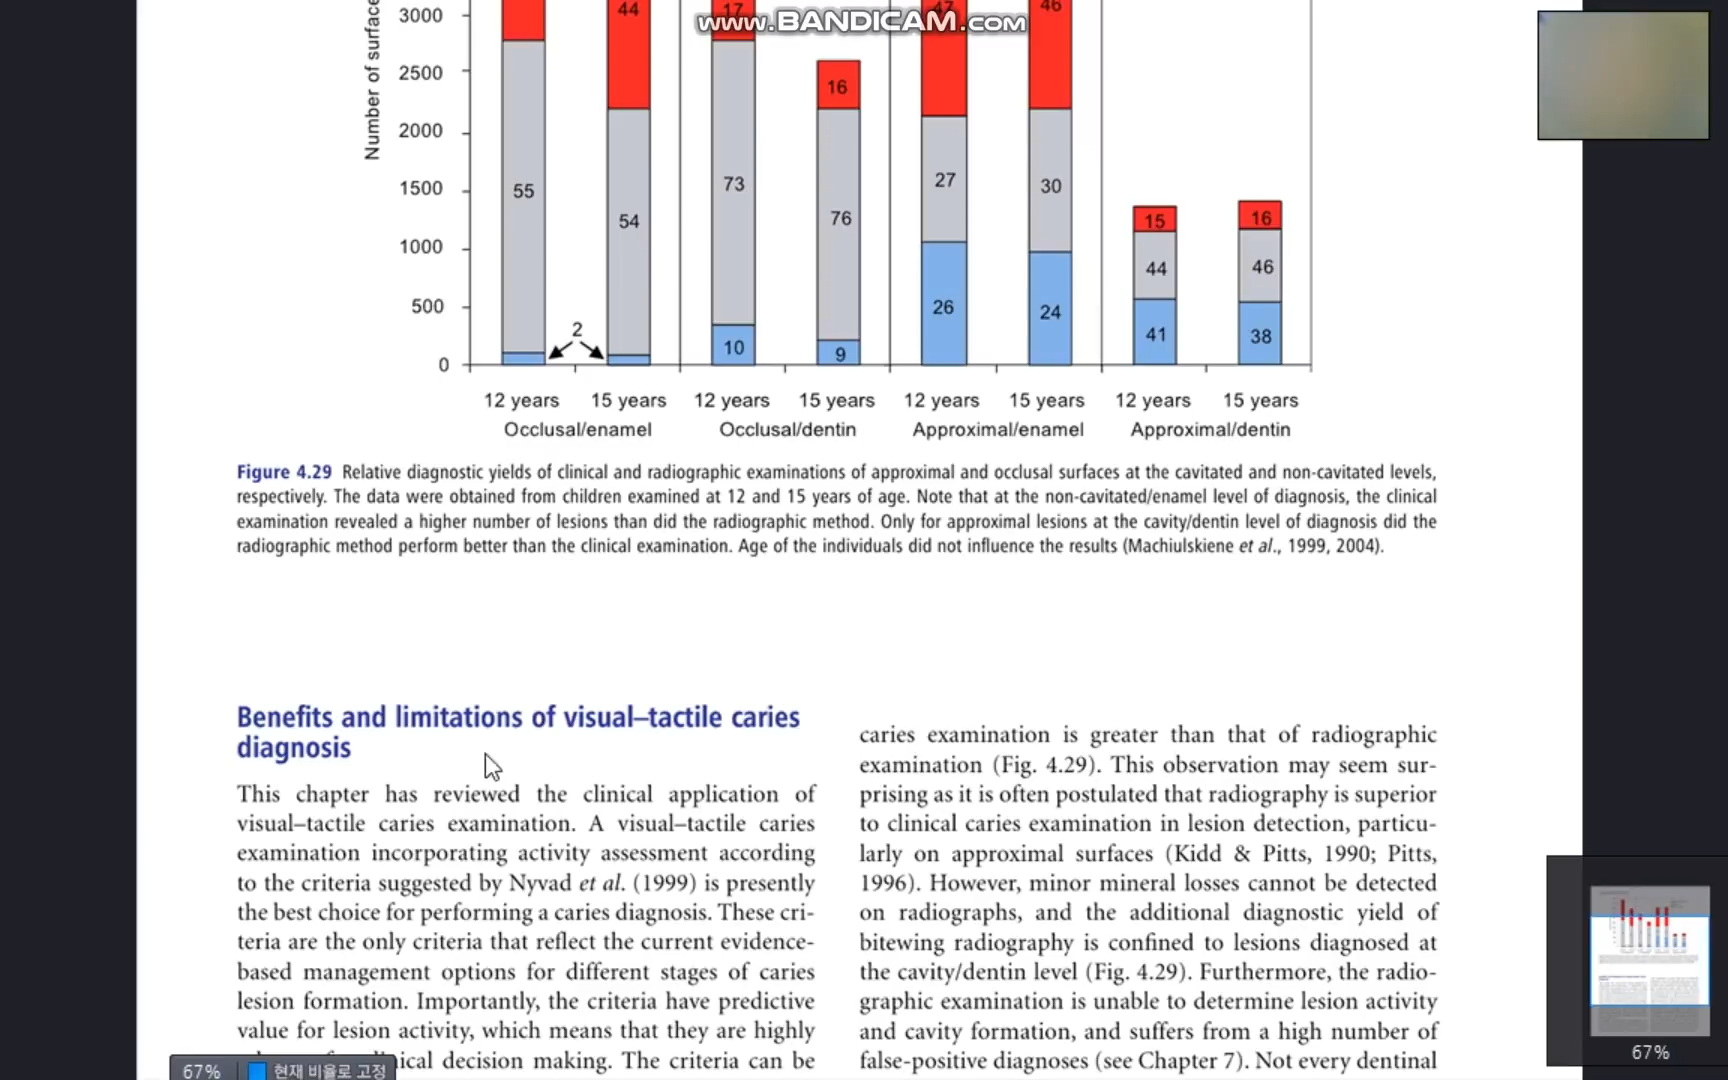 www.BANDICAM.com
Number of surface
3000
2500
2000
1500
1000
500
0
44
17
47
46
16
55
54
73
76
27
30
15
16
44
46
2
10
9
26
24
41
38
12 years 15 years 12 years 15 years 12 years 15 years 12 years 15 years
Occlusal/enamel Occlusal/dentin Approximal/enamel Approximal/dentin
Figure 4.29 Relative diagnostic yields of clinical and radiographic examinations of approximal and occlusal surfaces at the cavitated and non-cavitated levels,
respectively. The data were obtained from children examined at 12 and 15 years of age. Note that at the non-cavitated/enamel level of diagnosis, the clinical
examination revealed a higher number of lesions than did the radiographic method. Only for approximal lesions at the cavity/dentin level of diagnosis did the
radiographic method perform better than the clinical examination. Age of the individuals did not influence the results (Machiulskiene et al., 1999, 2004).
Benefits and limitations of visual–tactile caries
diagnosis
This chapter has reviewed the clinical application of
visual–tactile caries examination. A visual–tactile caries
examination incorporating activity assessment according
to the criteria suggested by Nyvad et al. (1999) is presently
the best choice for performing a caries diagnosis. These cri-
teria are the only criteria that reflect the current evidence-
based management options for different stages of caries
lesion formation. Importantly, the criteria have predictive
value for lesion activity, which means that they are highly
ical decision making. The criteria can be
caries examination is greater than that of radiographic
examination (Fig. 4.29). This observation may seem sur-
prising as it is often postulated that radiography is superior
to clinical caries examination in lesion detection, particu-
larly on approximal surfaces (Kidd & Pitts, 1990; Pitts,
1996). However, minor mineral losses cannot be detected
on radiographs, and the additional diagnostic yield of
bitewing radiography is confined to lesions diagnosed at
the cavity/dentin level (Fig. 4.29). Furthermore, the radio-
graphic examination is unable to determine lesion activity
and cavity formation, and suffers from a high number of
false-positive diagnoses (see Chapter 7). Not every dentinal
67%
67% 현재 비율로 고정